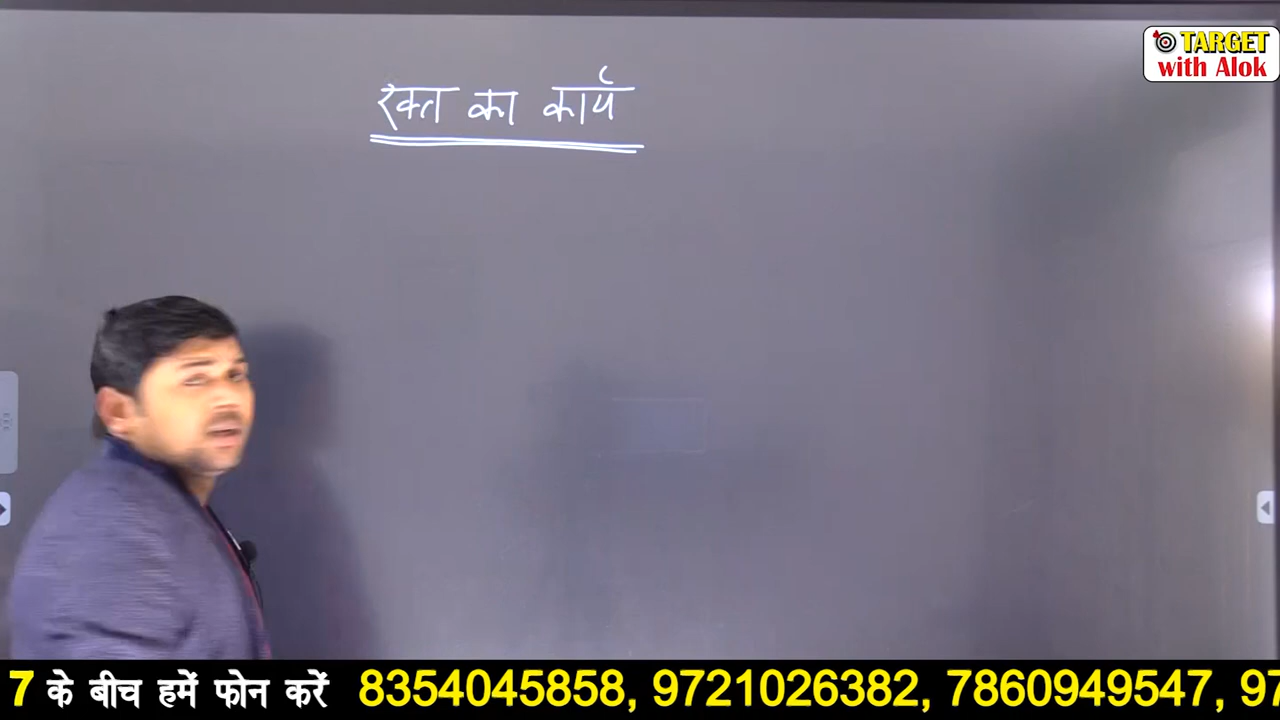 TARGET
with Alok
रक्त का कार्य
7 के बीच हमें फोन करें 8354045858, 9721026382, 7860949547, 97